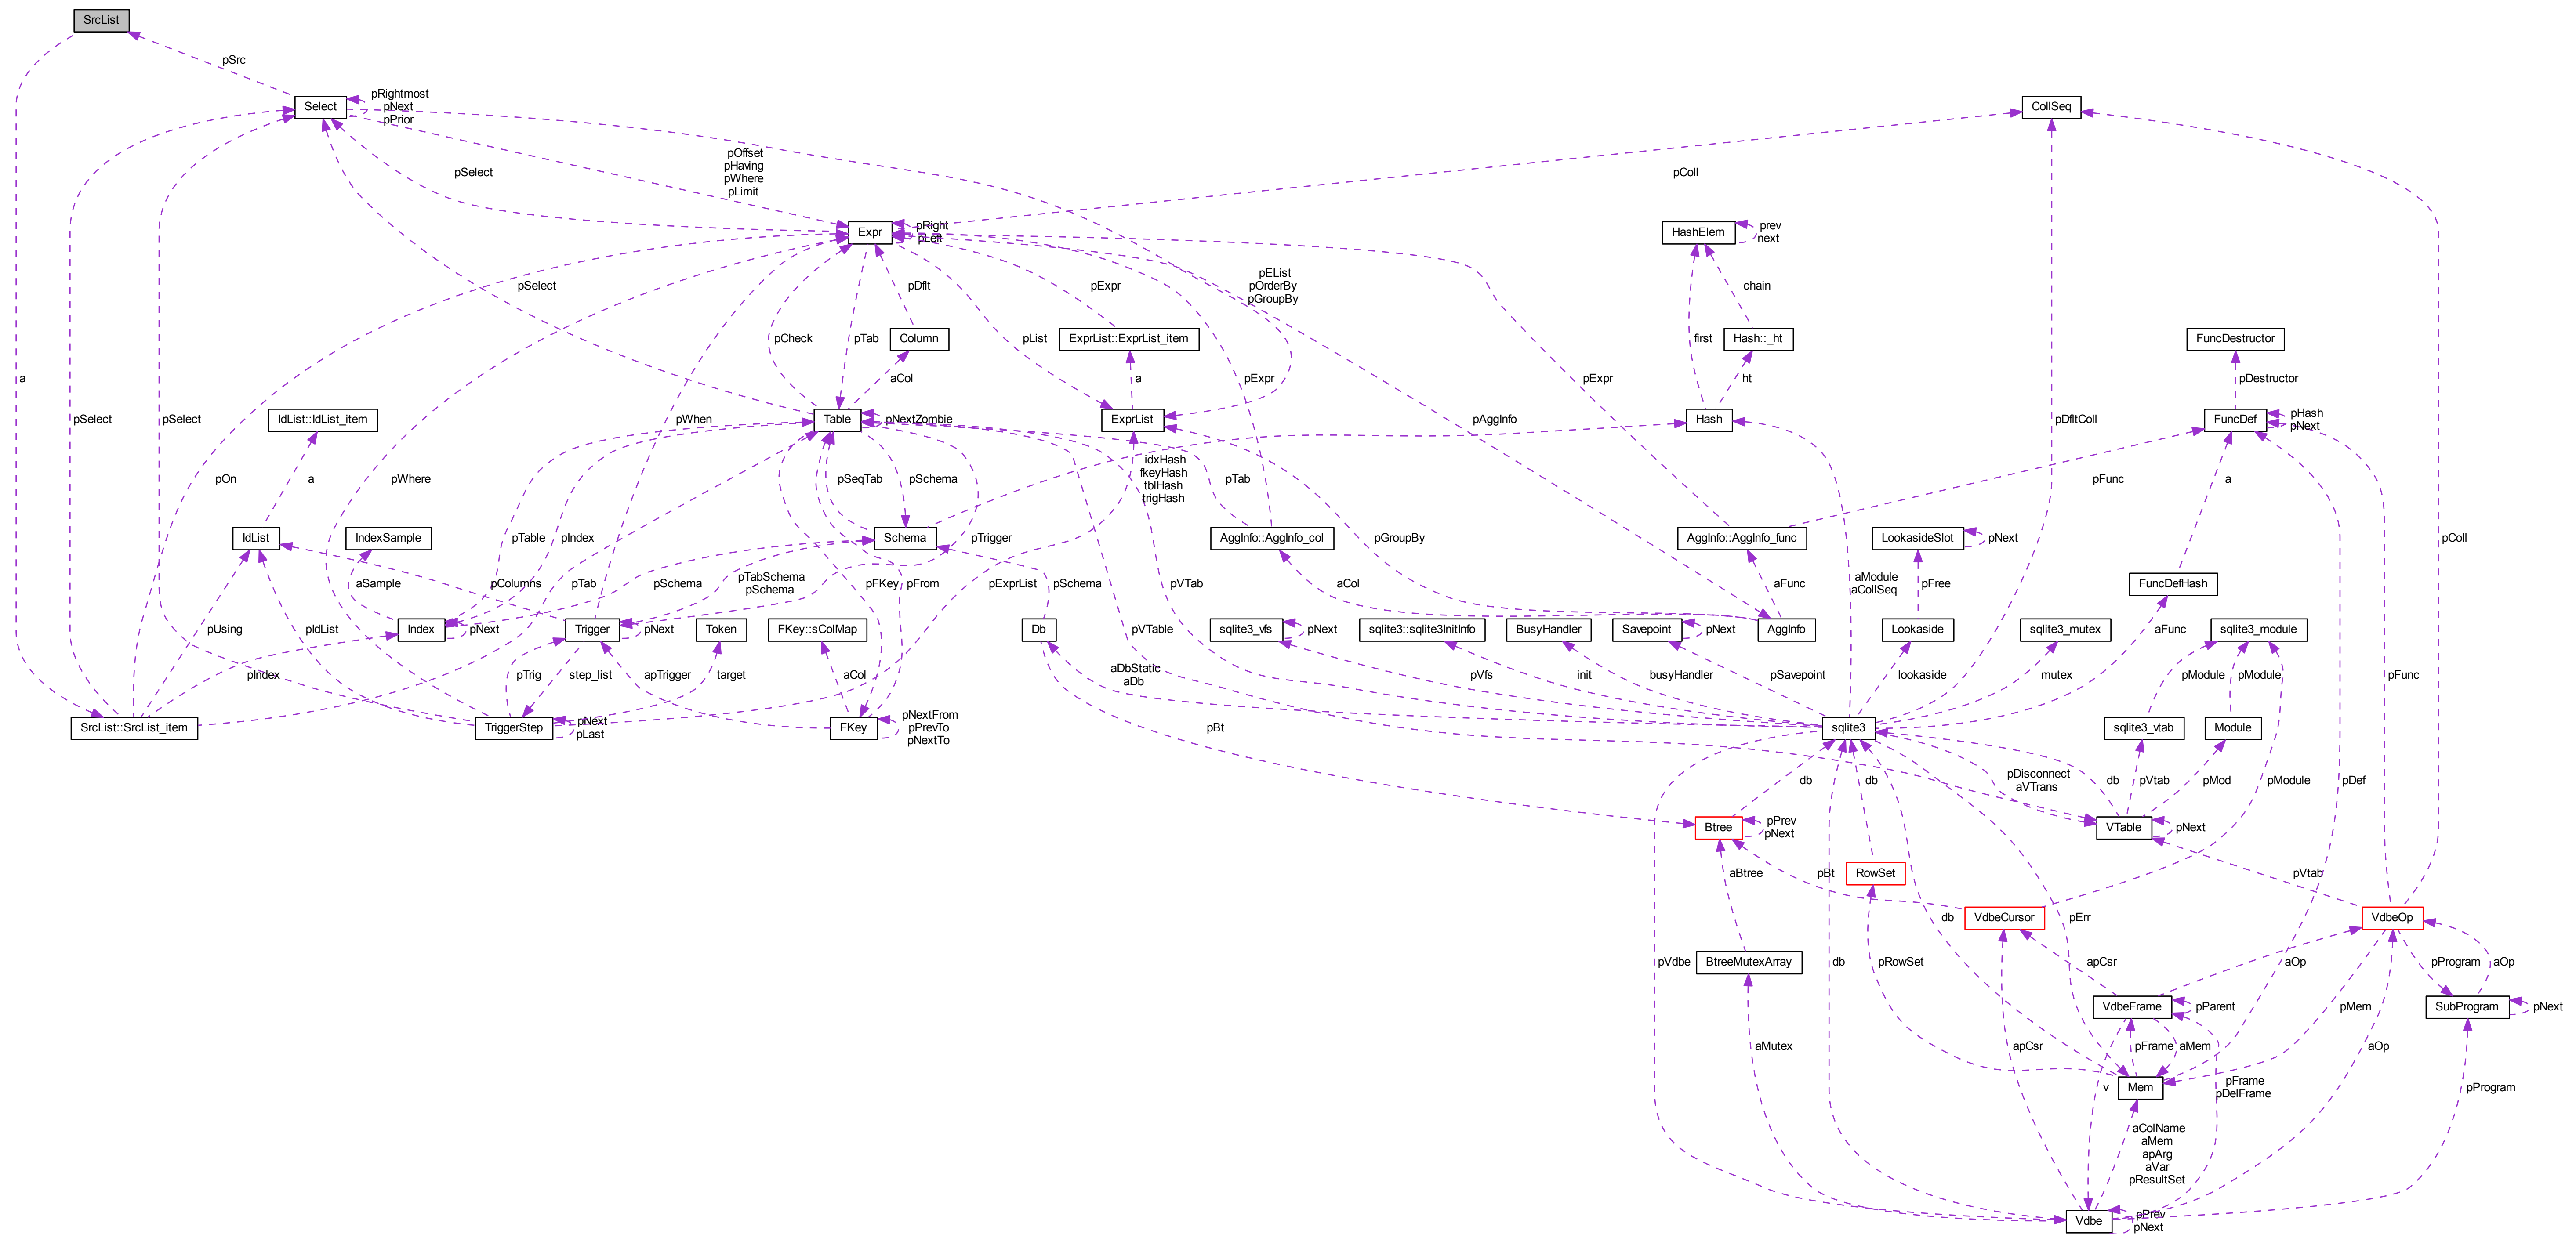 SrcList
pSrc
Select
pRightmost
pNext
pPrior
CollSeq
pOffset
pHaving
pWhere
pLimit
pSelect
pColl
Expr
pRight
pLeft
HashElem
prev
next
pEList
pOrderBy
pGroupBy
pSelect
pDflt
pExpr
chain
pCheck
pTab
Column
pList
ExprList::ExprList_item
first
Hash::_ht
FuncDestructor
a
aCol
pExpr
pExpr
a
ht
pDestructor
pSelect
pSelect
IdList::IdList_item
pWhen
Table
pNextZombie
ExprList
pAggInfo
Hash
pDfltColl
FuncDef
pHash
pNext
idxHash
fkeyHash
tblHash
trigHash
pOn
pWhere
a
pSeqTab
pSchema
pTab
pFunc
a
IdList
IndexSample
pTable
pIndex
Schema
pTrigger
AggInfo::AggInfo_col
pGroupBy
AggInfo::AggInfo_func
LookasideSlot
pNext
pColl
aSample
pColumns
pTab
pSchema
pTabSchema
pSchema
pFKey
pFrom
pExprList
pSchema
pVTab
aCol
aFunc
aModule
aCollSeq
pFree
FuncDefHash
pUsing
pIdList
Index
pNext
Trigger
pNext
Token
FKey::sColMap
Db
pVTable
sqlite3_vfs
pNext
sqlite3::sqlite3InitInfo
BusyHandler
Savepoint
pNext
AggInfo
Lookaside
aFunc
sqlite3_mutex
sqlite3_module
pIndex
pTrig
step_list
target
apTrigger
aCol
aDbStatic
aDb
pVfs
init
busyHandler
pSavepoint
lookaside
mutex
pModule
pModule
pFunc
SrcList::SrcList_item
TriggerStep
pNext
pLast
FKey
pNextFrom
pPrevTo
pNextTo
pBt
sqlite3
sqlite3_vtab
Module
db
db
pDisconnect
aVTrans
db
pVtab
pMod
pModule
pDef
Btree
pPrev
pNext
VTable
pNext
aBtree
pBt
RowSet
pVtab
pErr
db
VdbeCursor
VdbeOp
pVdbe
BtreeMutexArray
db
pRowSet
apCsr
aOp
pProgram
aOp
VdbeFrame
pParent
pMem
SubProgram
pNext
aMutex
apCsr
pFrame
aMem
aOp
v
Mem
pFrame
pDelFrame
pProgram
aColName
aMem
apArg
aVar
pResultSet
Vdbe
pPrev
pNext